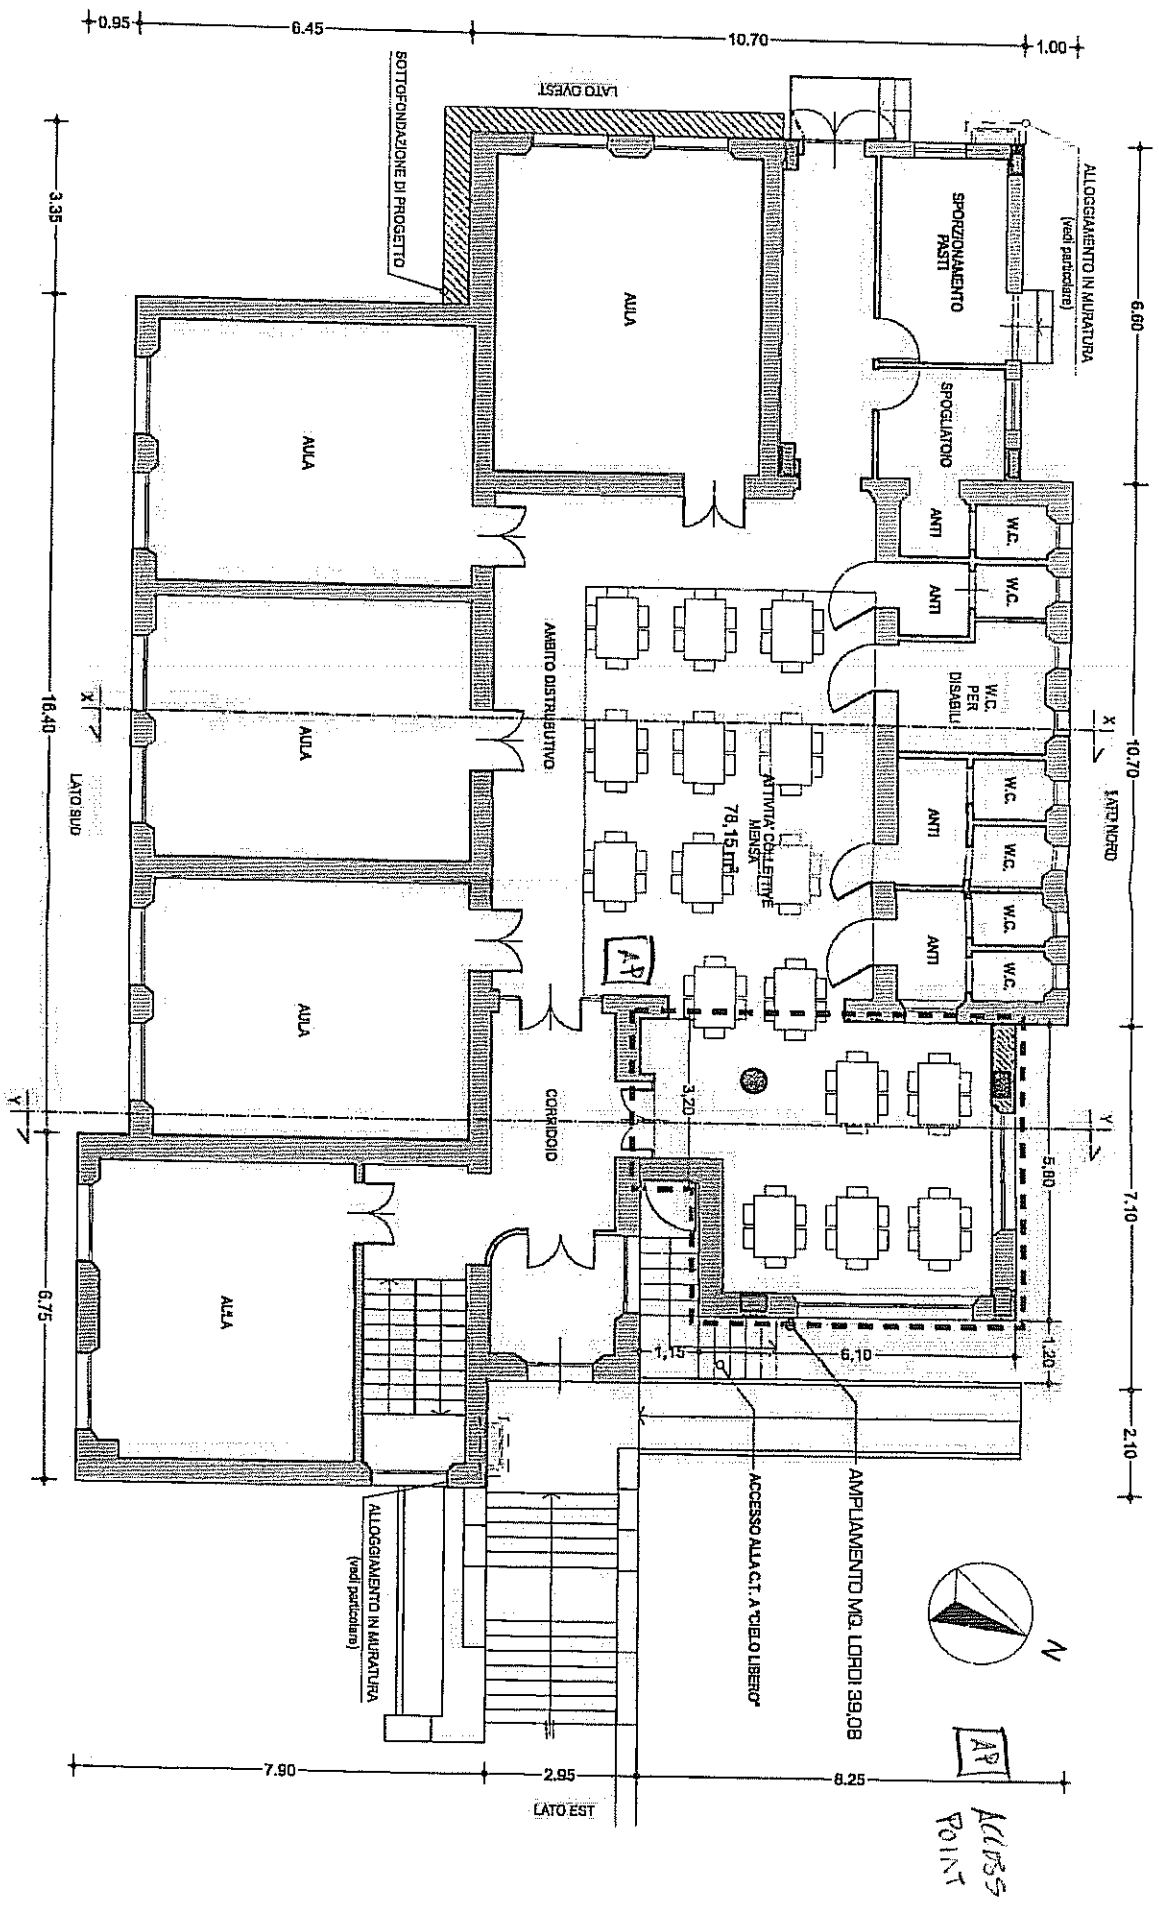 0.95
6.45
10.70
1.00
LATO OVEST
SOTTOFONDAZIONE DI PROGETTO
ALLOGGIAMENTO IN MURATURA
(vedi particolare)
3.35
6.60
SPORZIONAMENTO
PASTI
AULA
AULA
SPOGLIATOIO
ANTI
W.C.
ANTI
W.C.
AMBITO DISTRIBUTIVO
W.C.
PER
DISABILI
X
X
16.40
10.70
AULA
LATO SUD
LATO NORD
ATTIVITA' COLLETTIVE
MENSA
78,15 m²
ANTI
W.C.
W.C.
ANTI
W.C.
W.C.
AP
AULA
CORRIDOIO
3,20
Y
Y
5,80
7.10
AULA
6.75
1,15
6,10
1,20
2.10
AMPLIAMENTO MQ. LORDI 39,08
ACCESSO ALLA C.T. A "CIELO LIBERO"
ALLOGGIAMENTO IN MURATURA
(vedi particolare)
N
7.90
2.95
8.25
LATO EST
AP
ACCESS
POINT